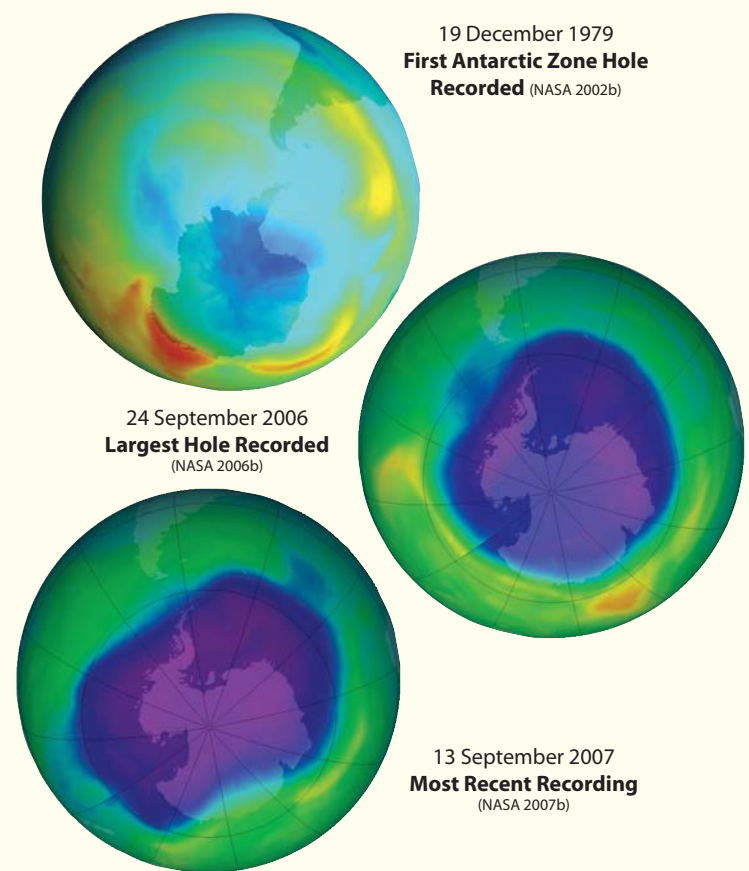 19 December 1979
First Antarctic Zone Hole
Recorded (NASA 2002b)
24 September 2006
Largest Hole Recorded
(NASA 2006b)
13 September 2007
Most Recent Recording
(NASA 2007b)